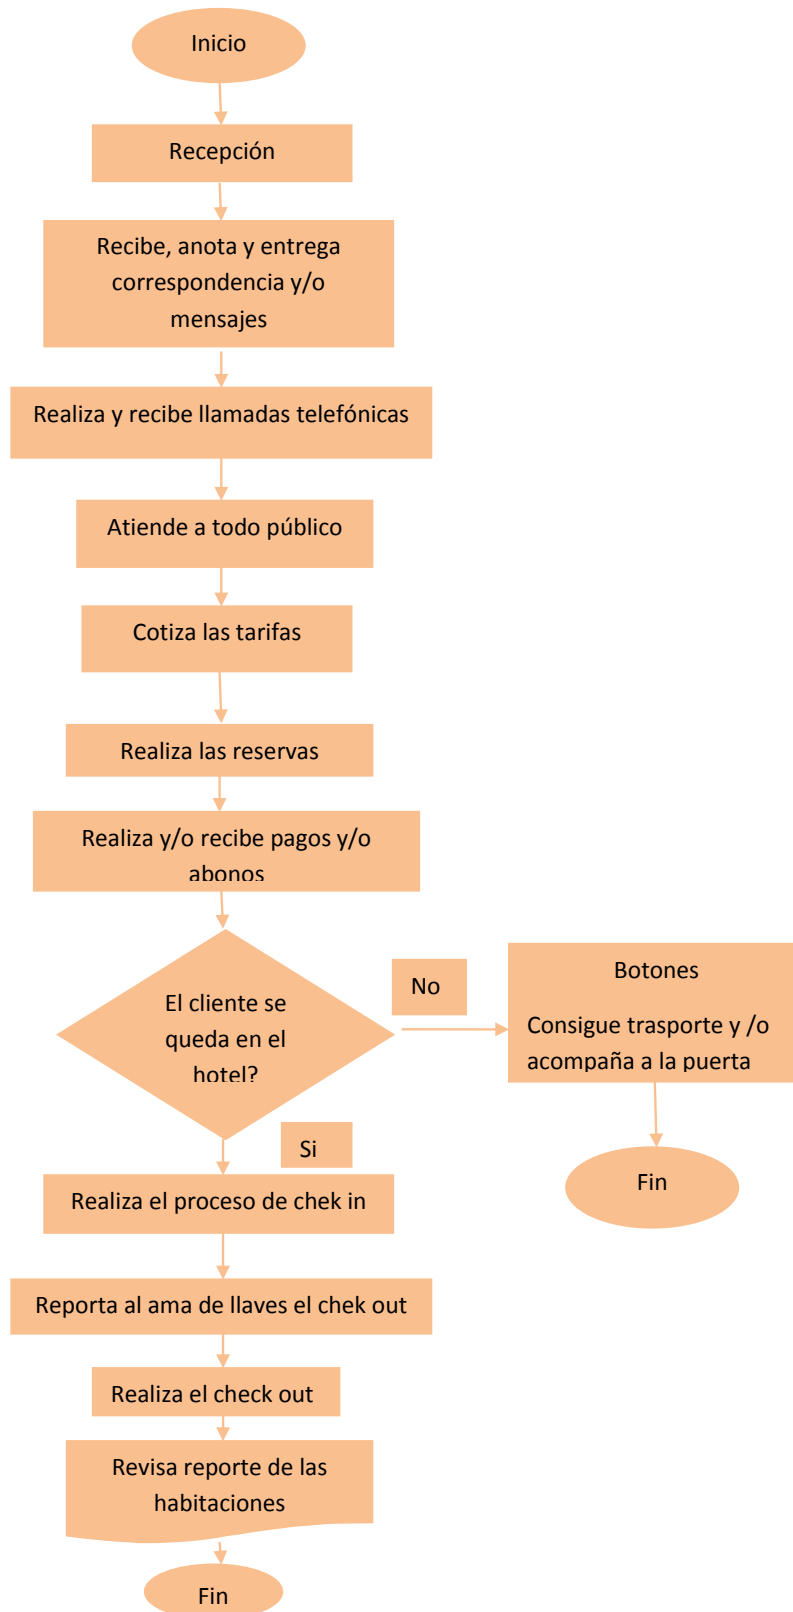 Inicio
Recepción
Recibe, anota y entrega
correspondencia y/o
mensajes
Realiza y recibe llamadas telefónicas
Atiende a todo público
Cotiza las tarifas
Realiza las reservas
Realiza y/o recibe pagos y/o
abonos
El cliente se
queda en el
hotel?
No
Botones
Consigue trasporte y /o
acompaña a la puerta
Fin
Si
Realiza el proceso de chek in
Reporta al ama de llaves el chek out
Realiza el check out
Revisa reporte de las
habitaciones
Fin